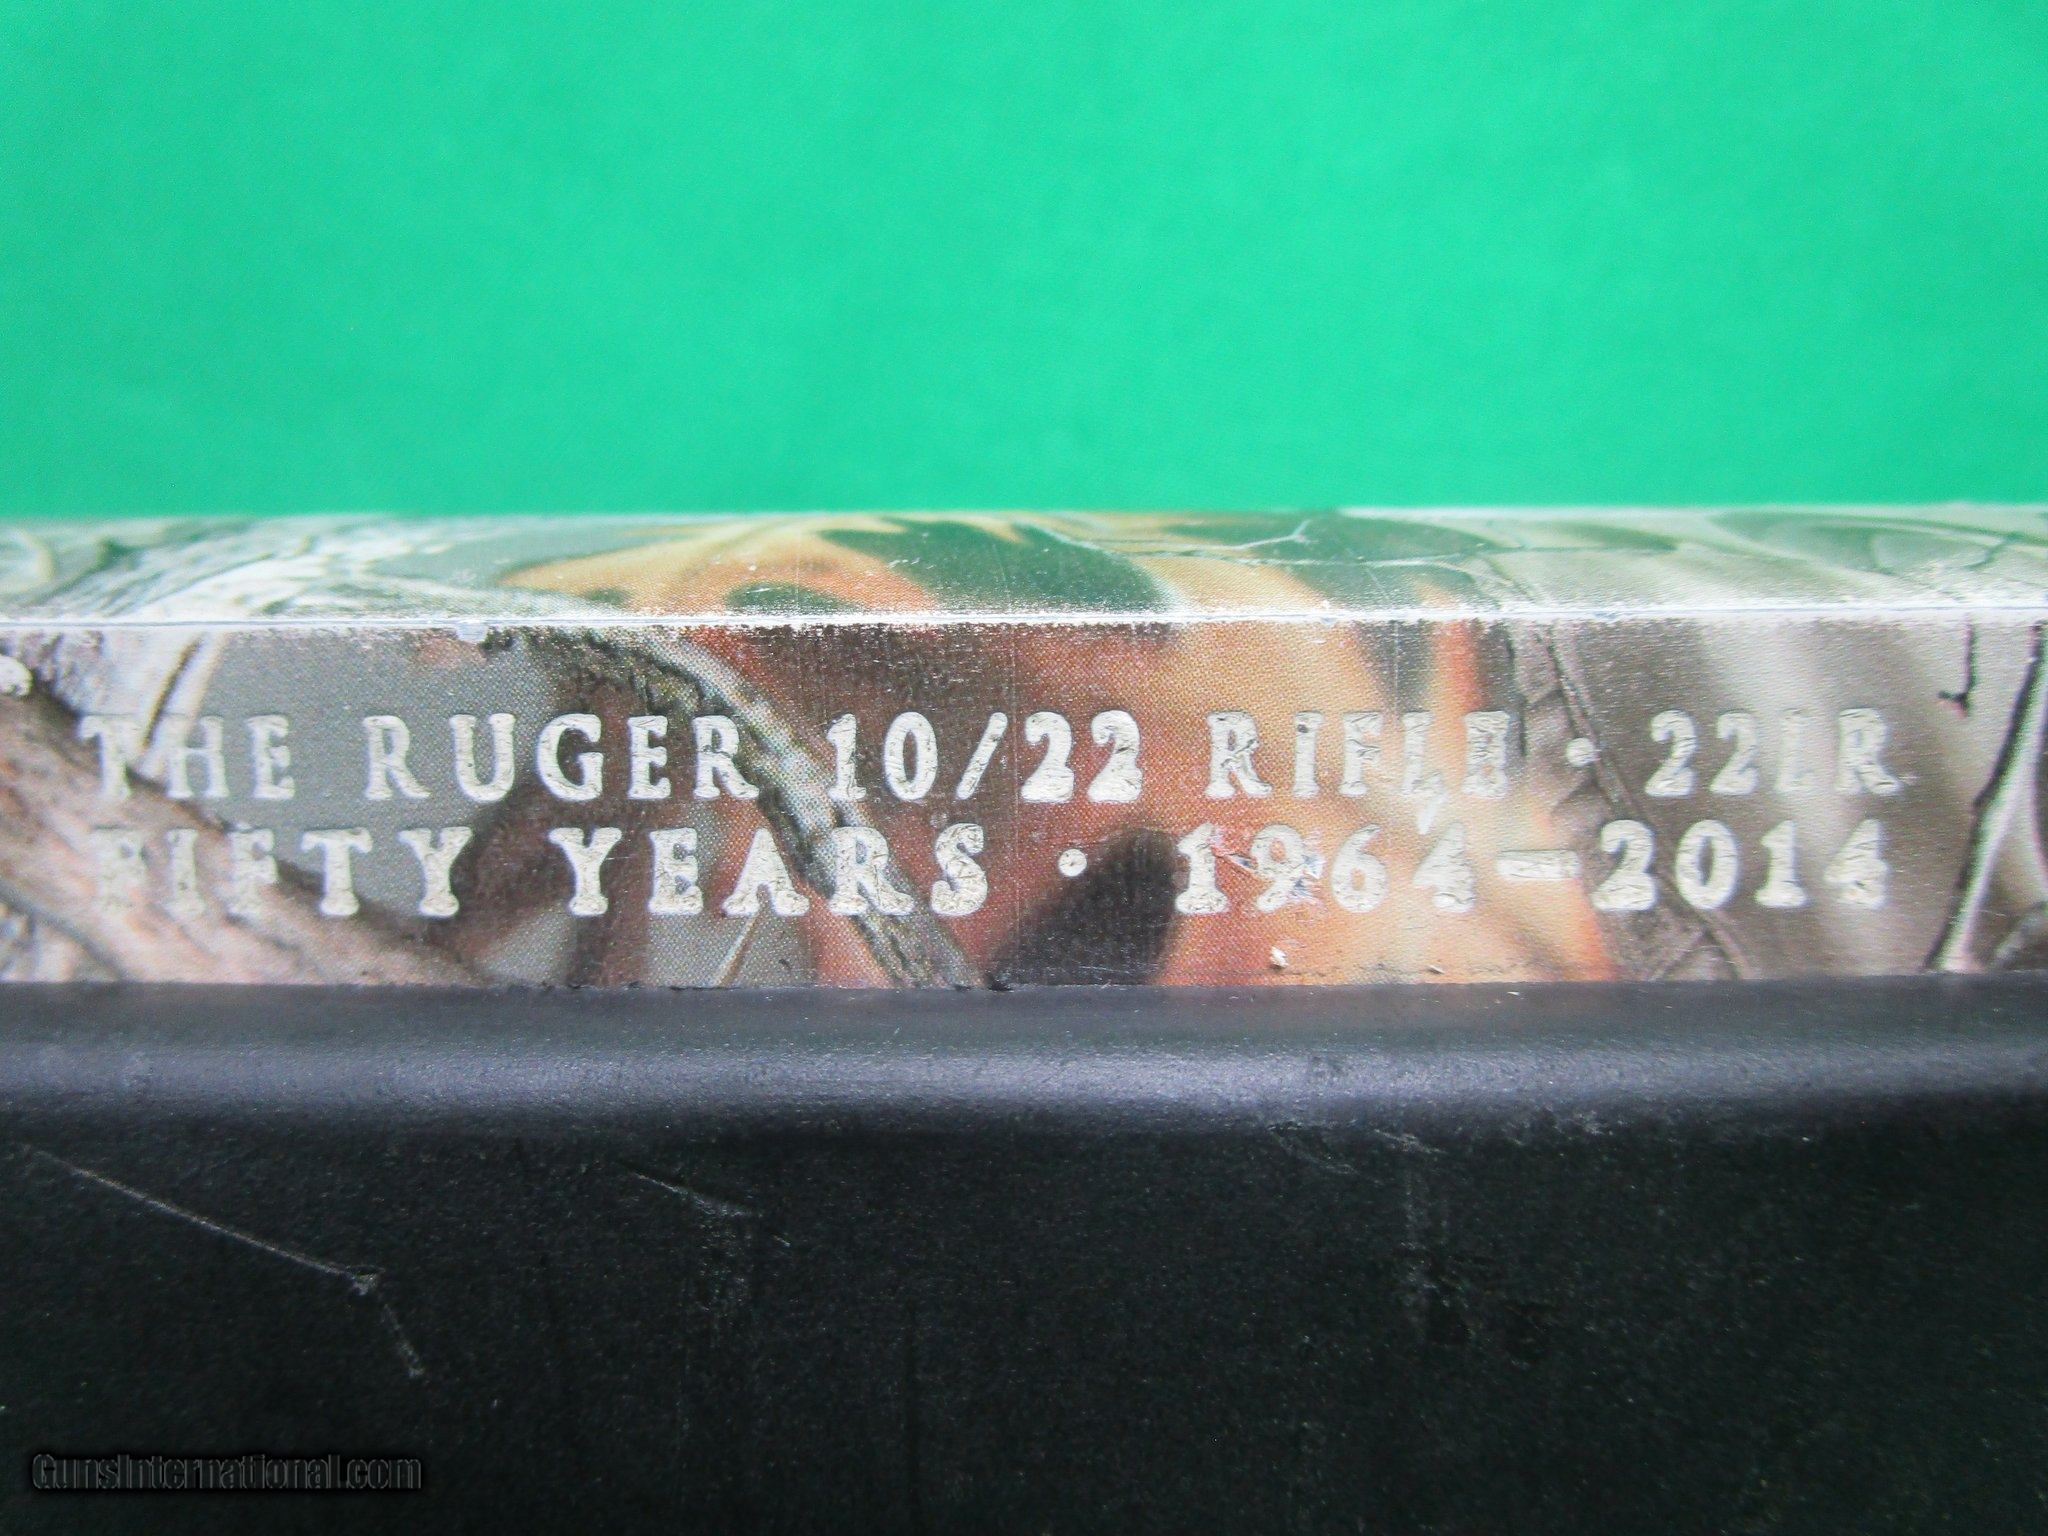 THE RUGER 10/22 RIFLE · 22LR
FIFTY YEARS · 1964–2014
GunsInternational.com